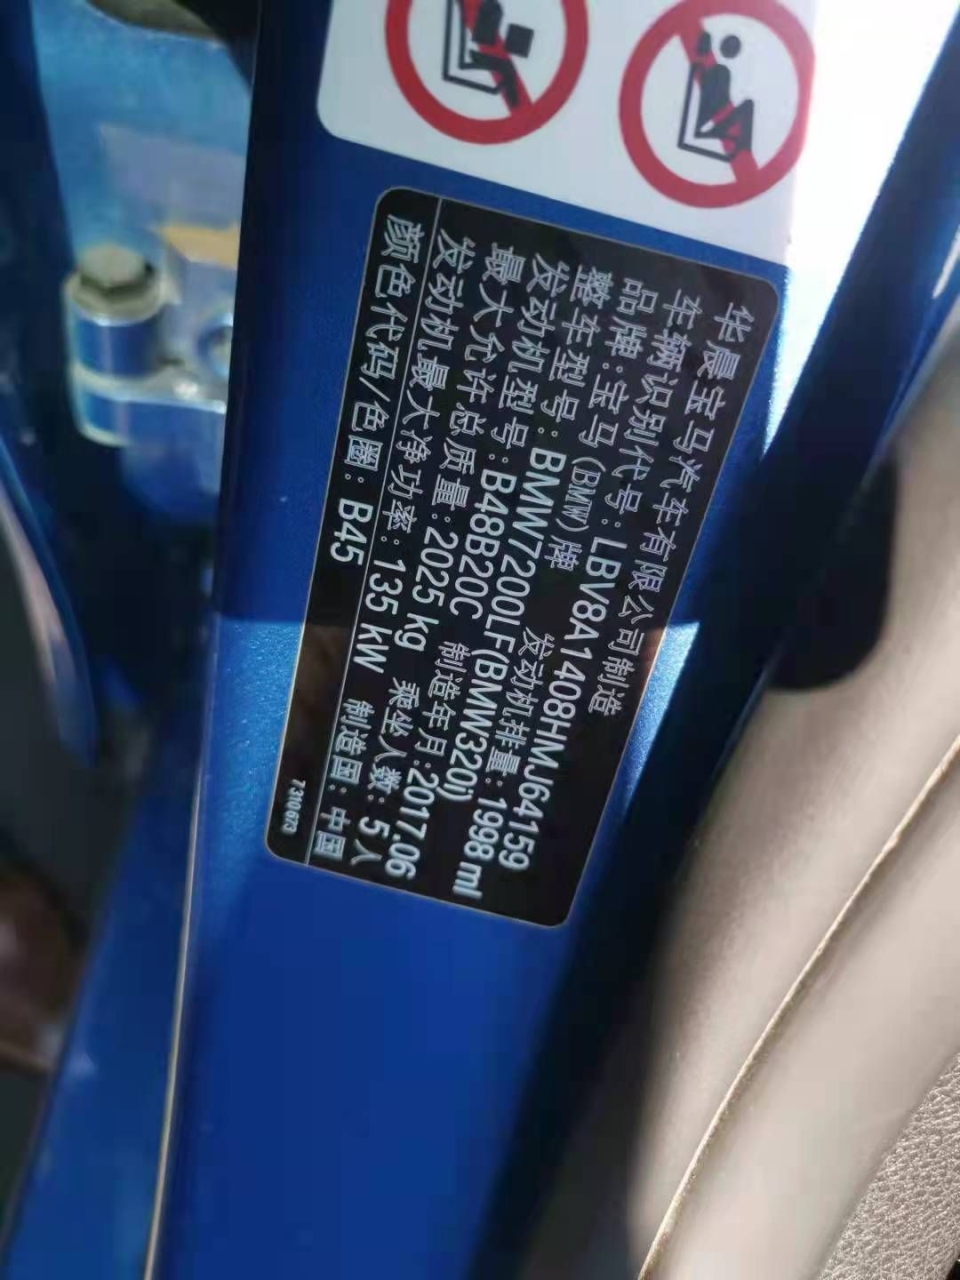 华晨宝马汽车有限公司制造
车辆识别代号: LBV8A1408HMJ64159
品牌: 宝马 (BMW) 牌 发动机排量: 1998 ml
整车型号: BMW7200LF(BMW320i)
发动机型号: B48B20C 制造年月: 2017.06
最大允许总质量: 2025 kg 乘坐人数: 5 人
发动机最大净功率: 135 kW 制造国: 中国
颜色代码/色圈: B45
7 310 673